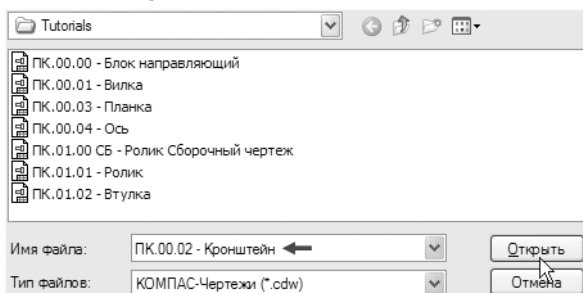 Tutorials
ПК.00.00 - Блок направляющий
ПК.00.01 - Вилка
ПК.00.03 - Планка
ПК.00.04 - Ось
ПК.01.00 СБ - Ролик Сборочный чертеж
ПК.01.01 - Ролик
ПК.01.02 - Втулка
Имя файла: ПК.00.02 - Кронштейн Открыть
Тип файлов: КОМПАС-Чертежи (*.cdw) Отмена